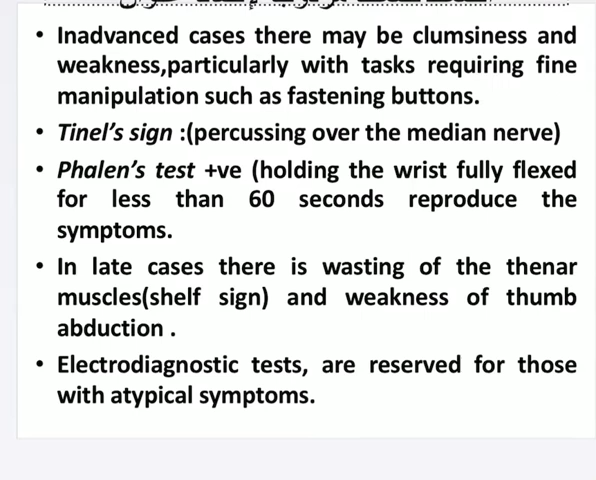 • Inadvanced cases there may be clumsiness and
weakness,particularly with tasks requiring fine
manipulation such as fastening buttons.
• Tinel's sign :(percussing over the median nerve)
• Phalen's test +ve (holding the wrist fully flexed
for less than 60 seconds reproduce the
symptoms.
• In late cases there is wasting of the thenar
muscles(shelf sign) and weakness of thumb
abduction .
• Electrodiagnostic tests, are reserved for those
with atypical symptoms.